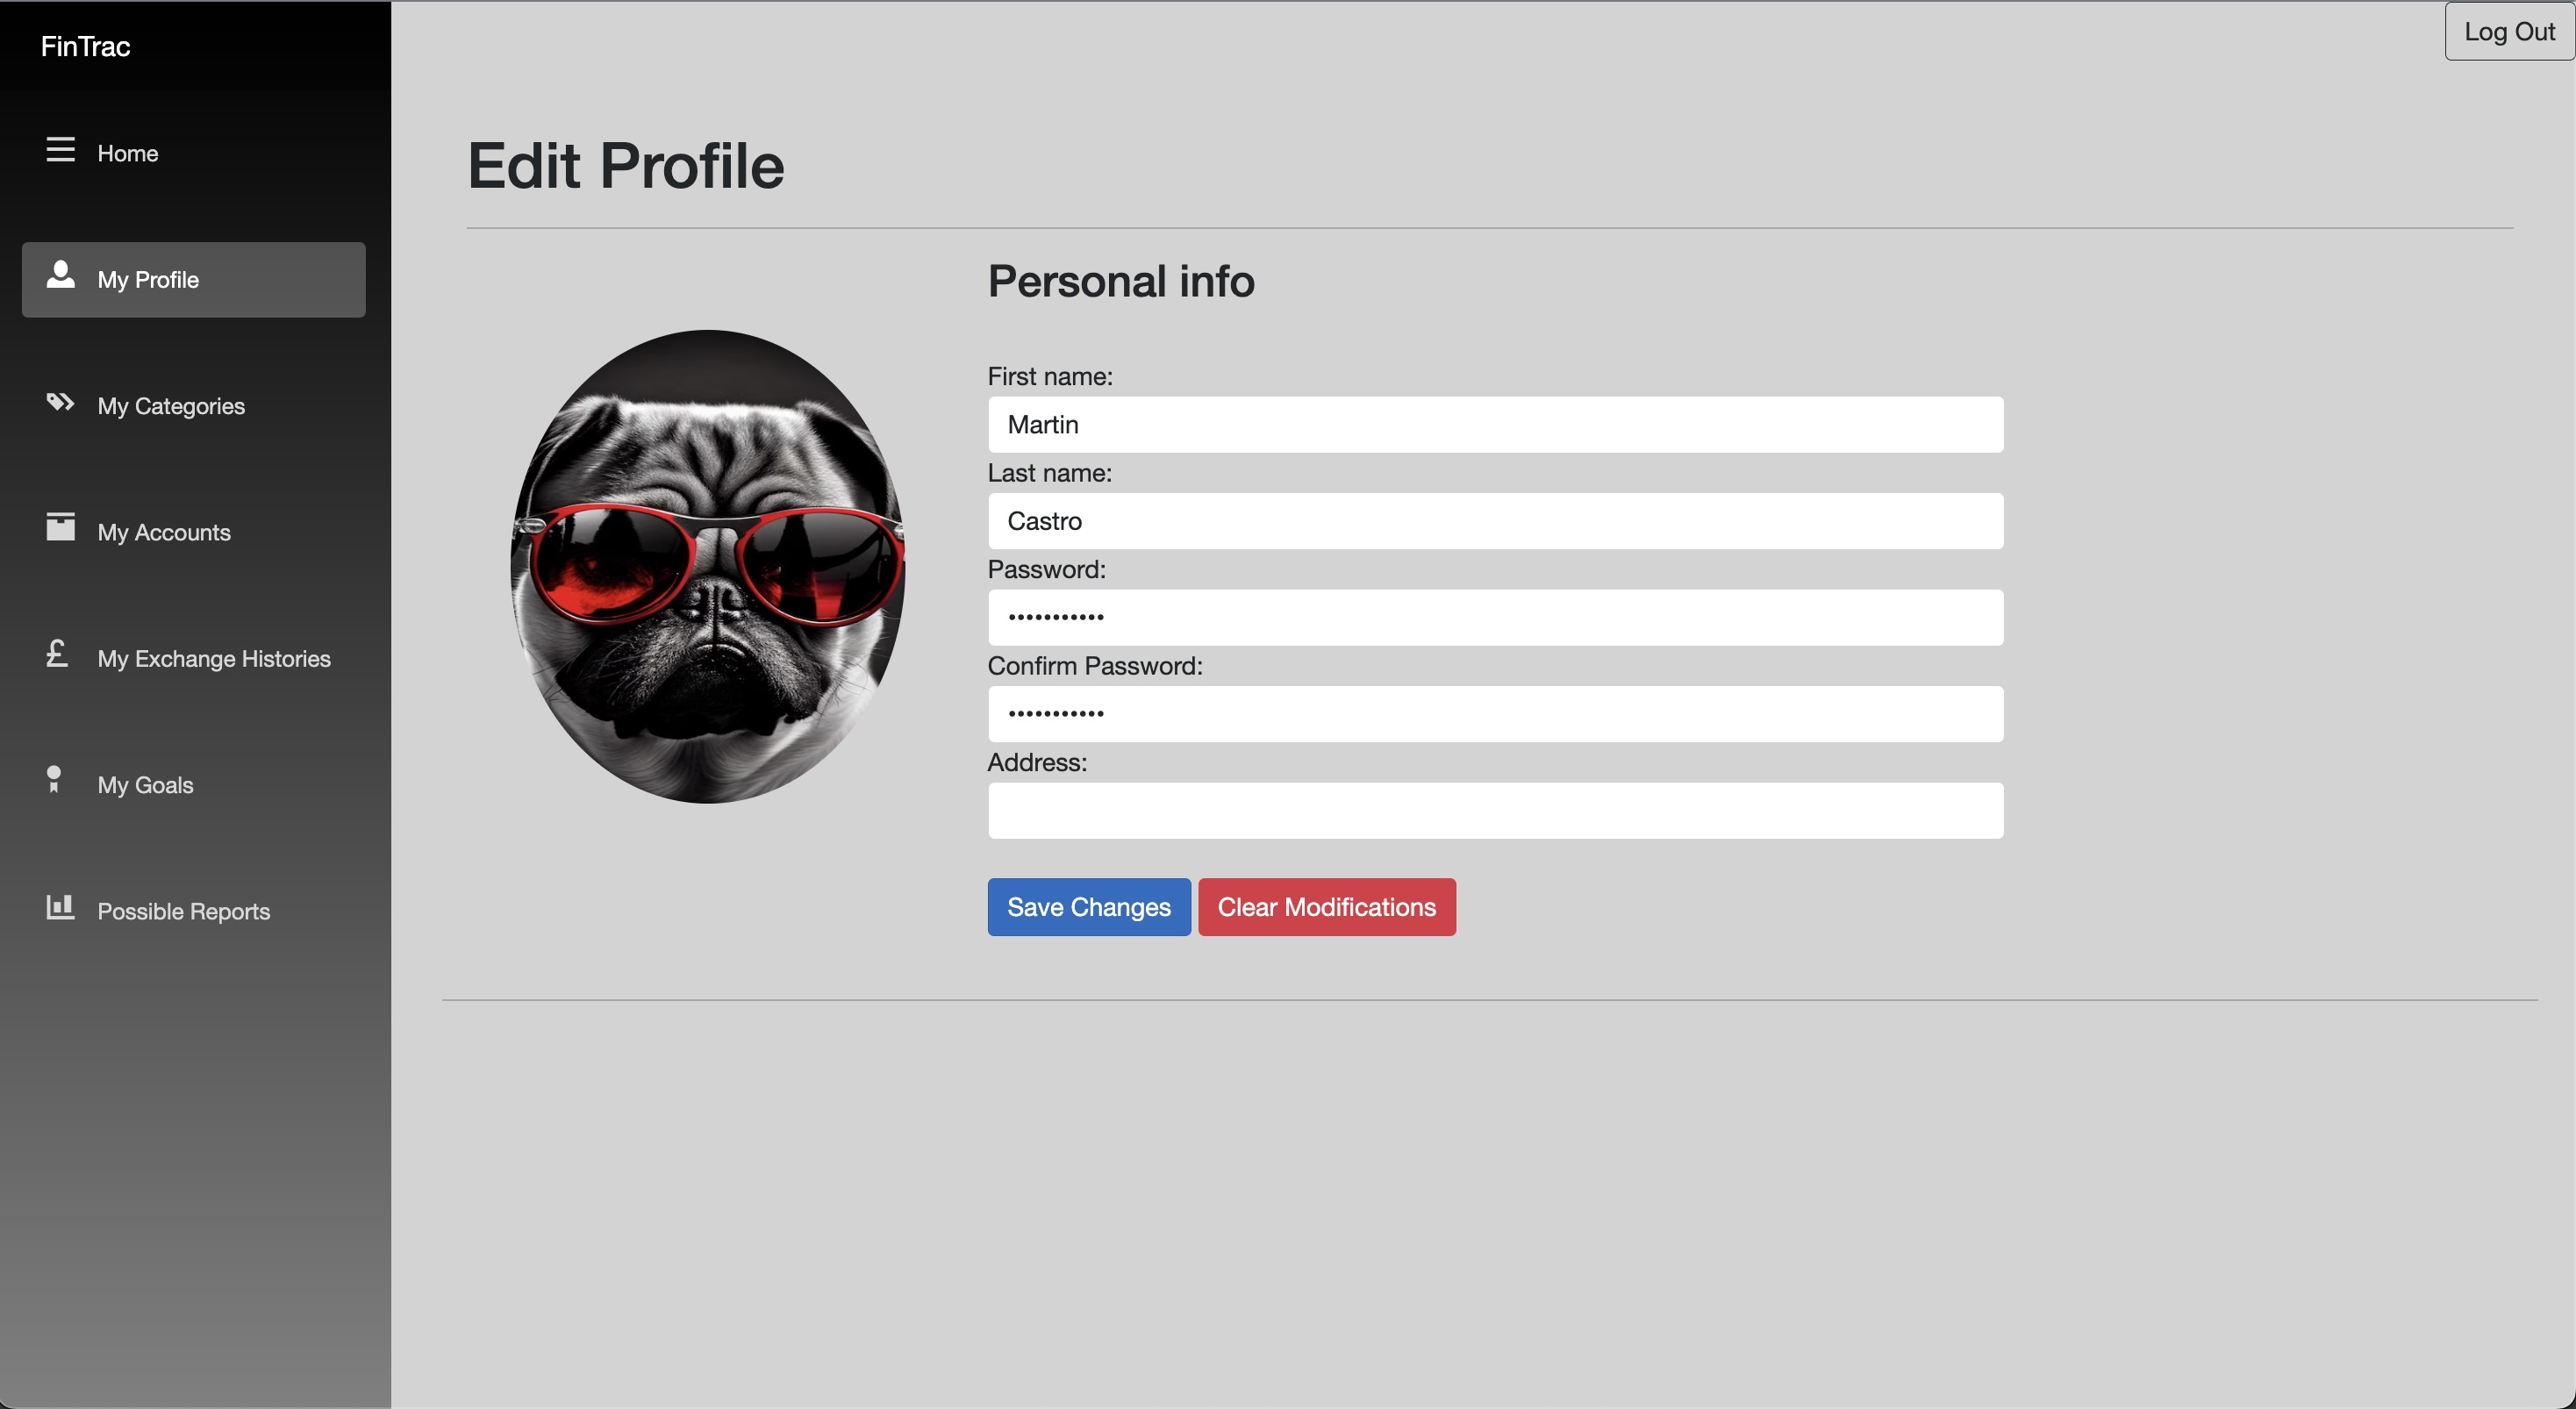 FinTrac
Log Out
Home
My Profile
My Categories
My Accounts
My Exchange Histories
My Goals
Possible Reports
Edit Profile
Personal info
First name:
Martin
Last name:
Castro
Password:
•••••••••••
Confirm Password:
•••••••••••
Address:
Save Changes
Clear Modifications